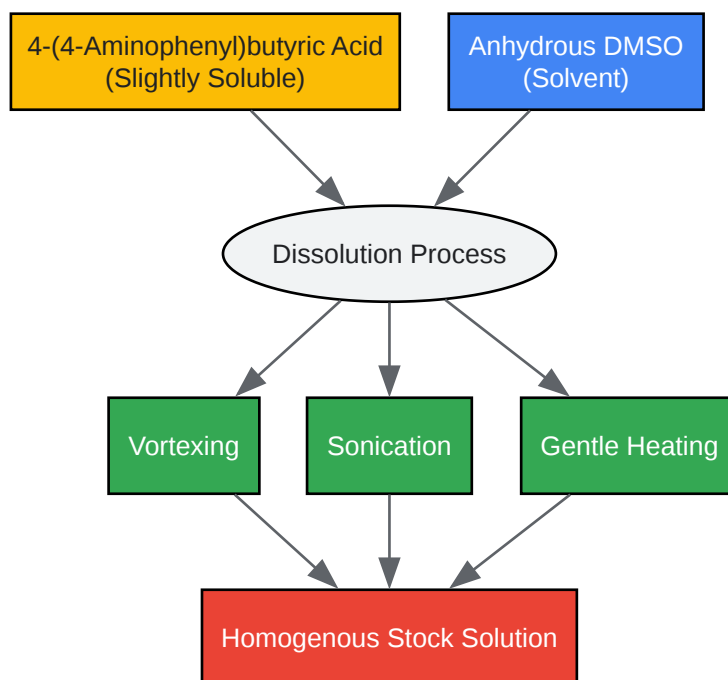 4-(4-Aminophenyl)butyric Acid
(Slightly Soluble)
Anhydrous DMSO
(Solvent)
Dissolution Process
Vortexing
Sonication
Gentle Heating
Homogenous Stock Solution